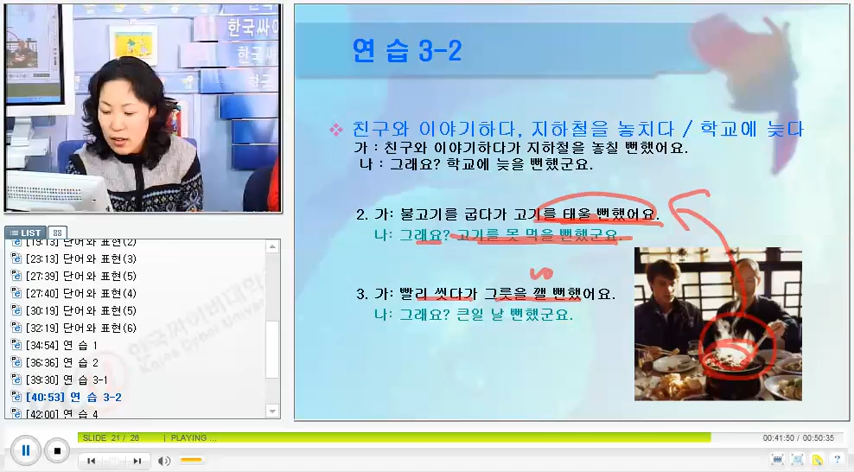 한국싸이
연 습 3-2
친구와 이야기하다, 지하철을 놓치다 / 학교에 늦다
가 : 친구와 이야기하다가 지하철을 놓칠 뻔했어요.
나 : 그래요? 학교에 늦을 뻔했군요.
2. 가: 불고기를 굽다가 고기를 태울 뻔했어요.
나: 그래요? 고기를 못 먹을 뻔했군요.
3. 가: 빨리 씻다가 그릇을 깰 뻔했어요.
나: 그래요? 큰일 날 뻔했군요.
LIST
[19:13] 단어와 표현(2)
[23:13] 단어와 표현(3)
[27:39] 단어와 표현(5)
[27:40] 단어와 표현(4)
[30:19] 단어와 표현(5)
[32:19] 단어와 표현(6)
[34:54] 연 습 1
[36:36] 연 습 2
[39:30] 연 습 3-1
[40:53] 연 습 3-2
[42:00] 연 습 4
SLIDE 21 / 26 | PLAYING ...
00:41:50 / 00:50:35